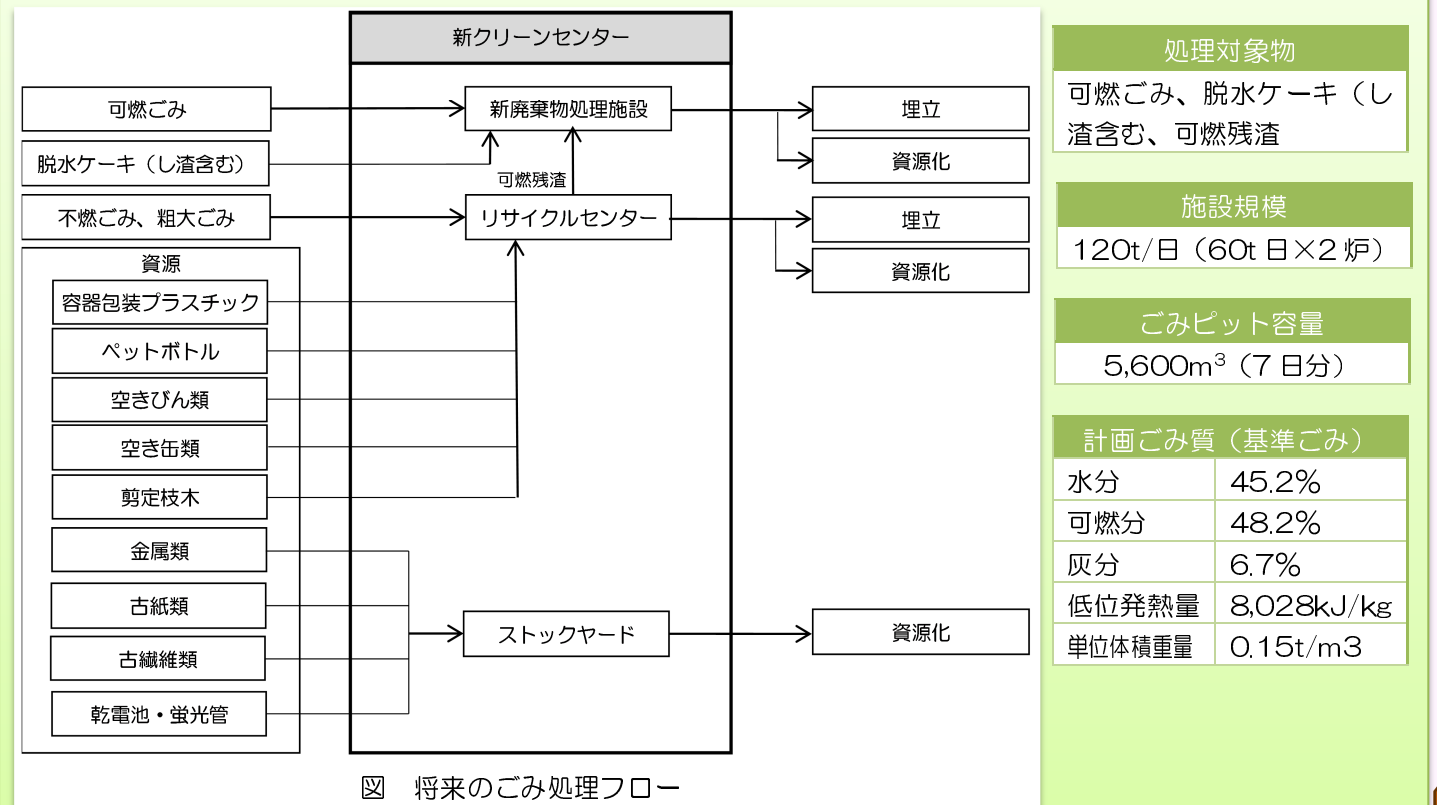 新クリーンセンター
可燃ごみ
新廃棄物処理施設
埋立
脱水ケーキ（し渣含む）
資源化
可燃残渣
不燃ごみ、粗大ごみ
リサイクルセンター
埋立
資源化
資源
容器包装プラスチック
ペットボトル
空きびん類
空き缶類
剪定枝木
金属類
古紙類
ストックヤード
資源化
古繊維類
乾電池・蛍光管
図　将来のごみ処理フロー
処理対象物
可燃ごみ、脱水ケーキ（し
渣含む、可燃残渣
施設規模
120t/日（60t 日×2 炉）
ごみピット容量
5,600m³（7 日分）
計画ごみ質（基準ごみ）
水分 45.2%
可燃分 48.2%
灰分 6.7%
低位発熱量 8,028kJ/kg
単位体積重量 0.15t/m3